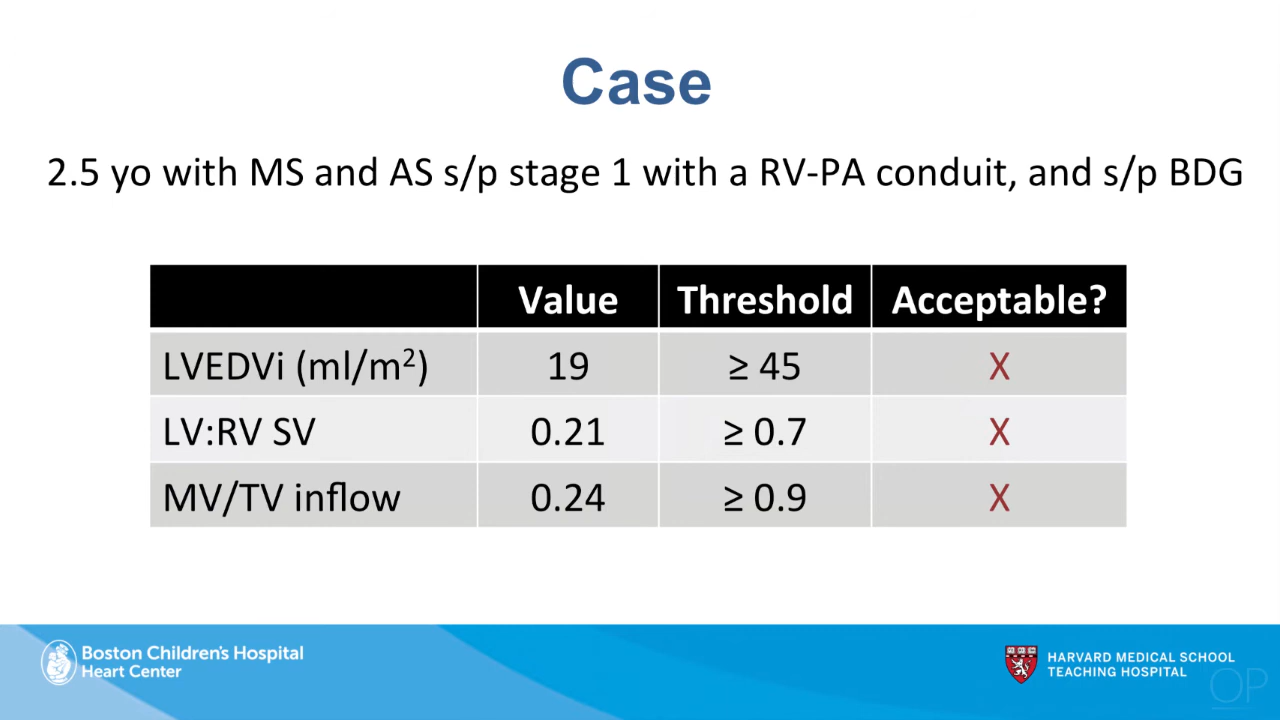 Case
2.5 yo with MS and AS s/p stage 1 with a RV-PA conduit, and s/p BDG
Value Threshold Acceptable?
LVEDVi (ml/m²) 19 ≥ 45 X
LV:RV SV 0.21 ≥ 0.7 X
MV/TV inflow 0.24 ≥ 0.9 X
Boston Children's Hospital
Heart Center
HARVARD MEDICAL SCHOOL
TEACHING HOSPITAL
OP